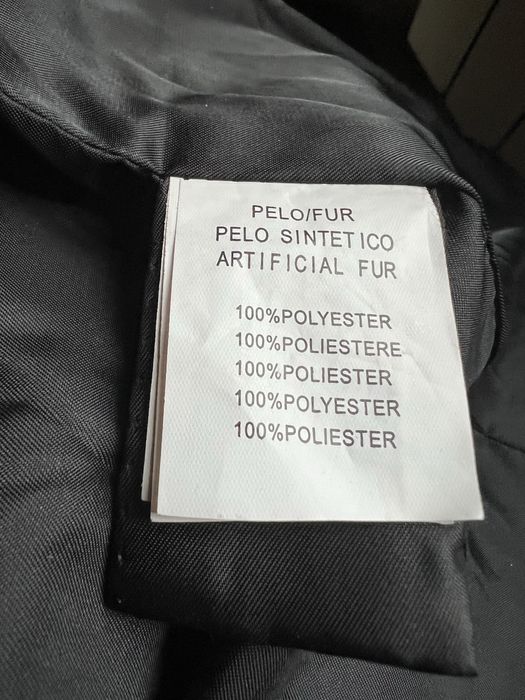 PELO/FUR
PELO SINTETICO
ARTIFICIAL FUR
100%POLYESTER
100%POLIESTERE
100%POLIESTER
100%POLYESTER
100%POLIESTER